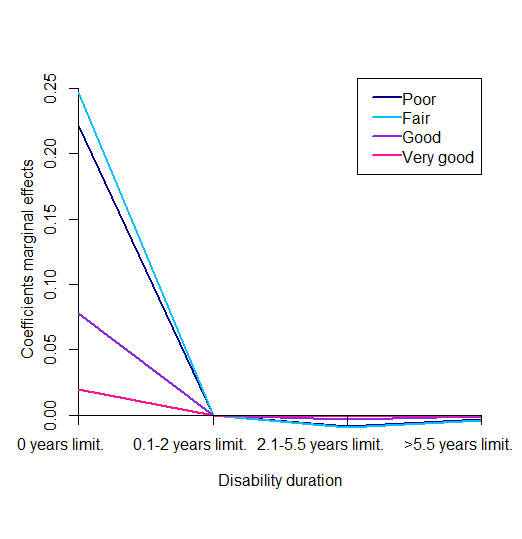 Poor
Fair
Good
Very good
Coefficients marginal effects
0.25
0.20
0.15
0.10
0.05
0.00
0 years limit. 0.1-2 years limit. 2.1-5.5 years limit. >5.5 years limit.
Disability duration